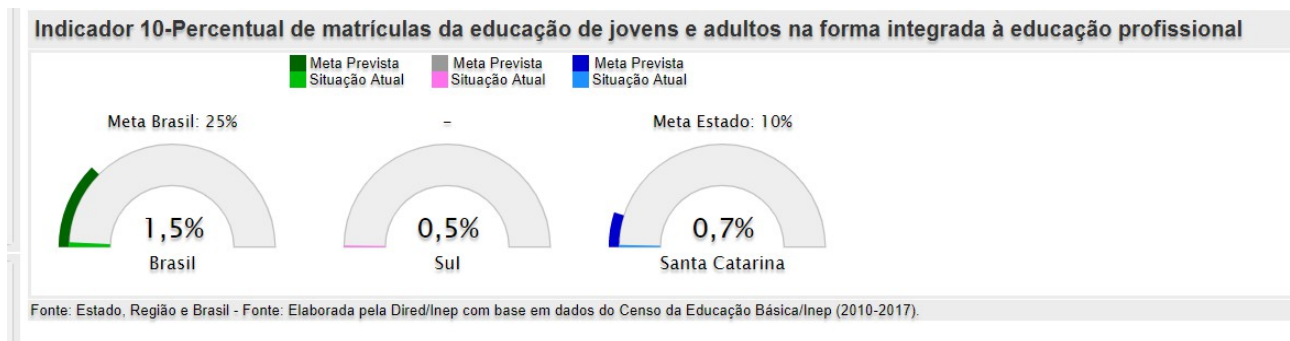 Indicador 10-Percentual de matrículas da educação de jovens e adultos na forma integrada à educação profissional
Meta Prevista Meta Prevista Meta Prevista
Situação Atual Situação Atual Situação Atual
Meta Brasil: 25% - Meta Estado: 10%
1,5% 0,5% 0,7%
Brasil Sul Santa Catarina
Fonte: Estado, Região e Brasil - Fonte: Elaborada pela Dired/Inep com base em dados do Censo da Educação Básica/Inep (2010-2017).